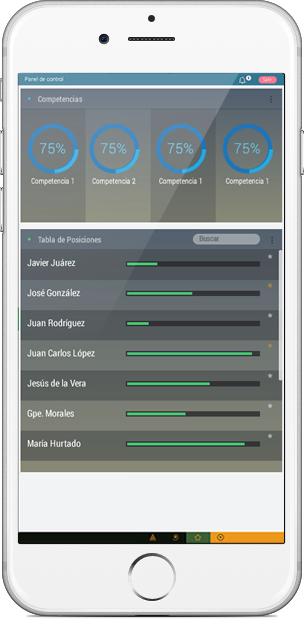 Panel de control
Competencias
75% 75% 75% 75%
Competencia 1 Competencia 2 Competencia 1 Competencia 1
Tabla de Posiciones Buscar
Javier Juárez
José González
Juan Rodríguez
Juan Carlos López
Jesús de la Vera
Gpe. Morales
María Hurtado